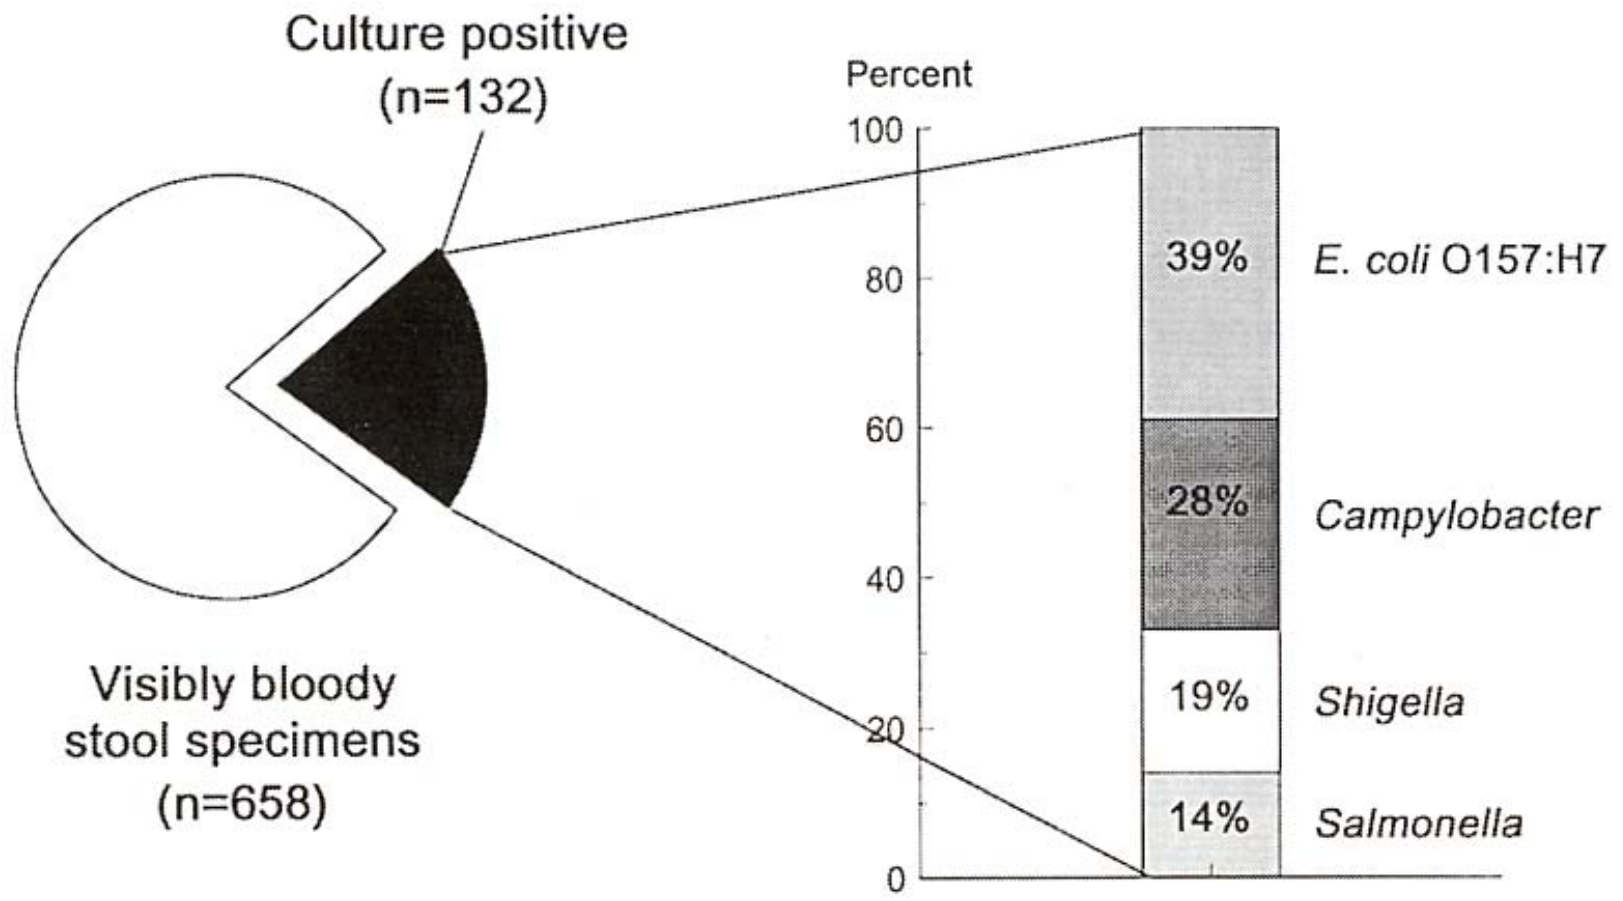 Culture positive
(n=132)
Visibly bloody
stool specimens
(n=658)
Percent
100
80
60
40
20
0
39%
E. coli O157:H7
28%
Campylobacter
19%
Shigella
14%
Salmonella